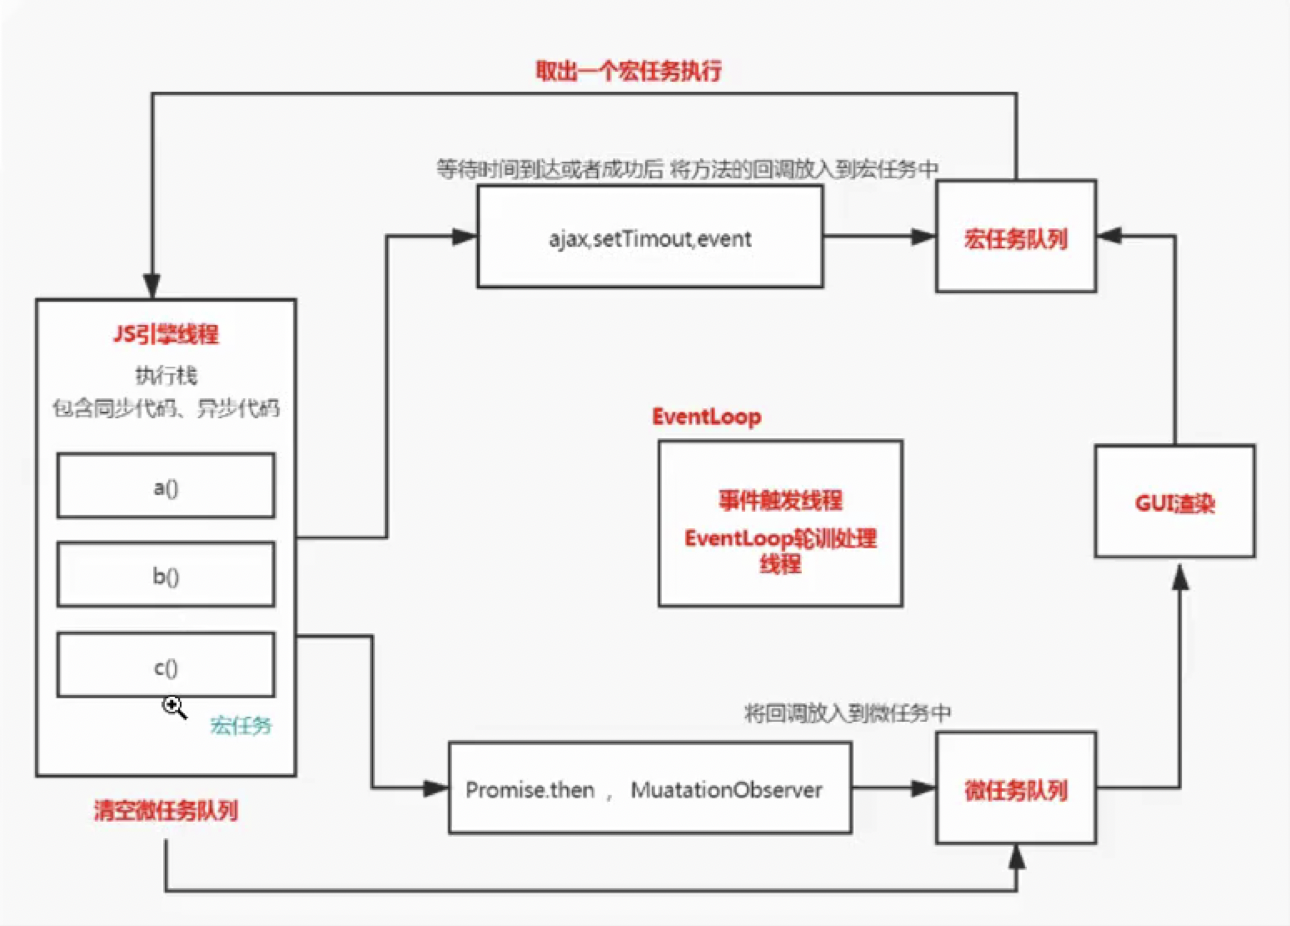 取出一个宏任务执行
等待时间到达或者成功后 将方法的回调放入到宏任务中
ajax,setTimout,event
宏任务队列
JS引擎线程
执行栈
包含同步代码、异步代码
a()
b()
c()
宏任务
EventLoop
事件触发线程
EventLoop轮训处理
线程
GUI渲染
将回调放入到微任务中
Promise.then ， MuatationObserver
微任务队列
清空微任务队列